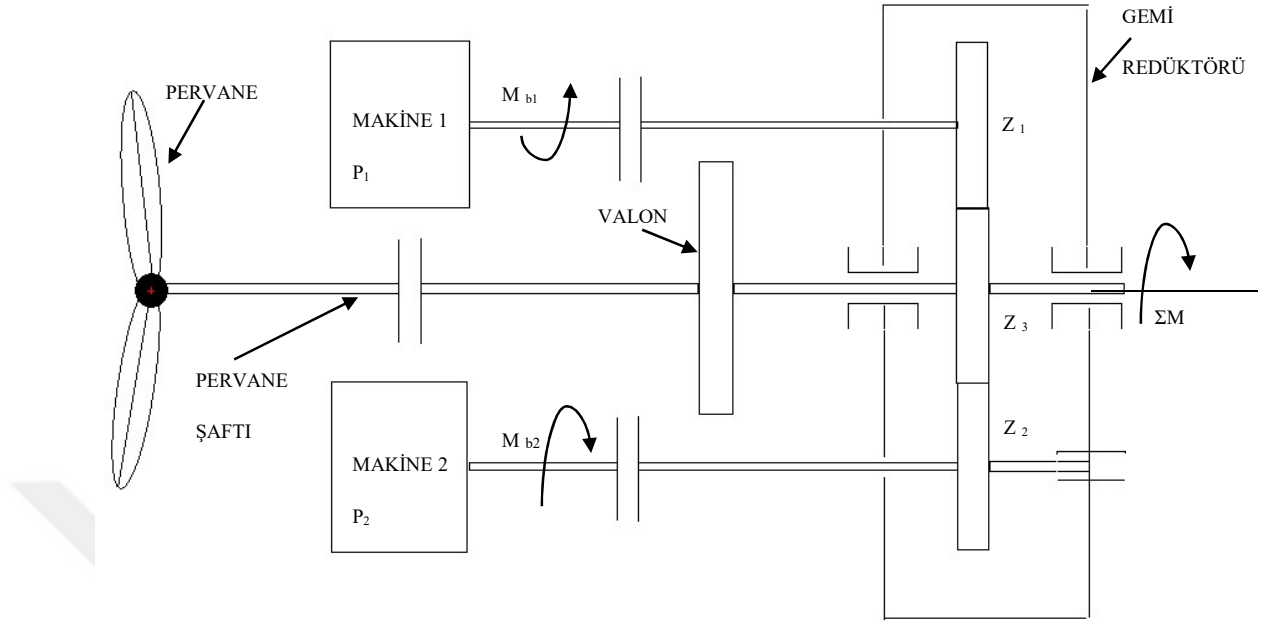 GEMİ
REDÜKTÖRÜ
PERVANE
M b1
MAKİNE 1
P1
Z 1
VALON
ΣM
Z 3
PERVANE
ŞAFTI
M b2
Z 2
MAKİNE 2
P2